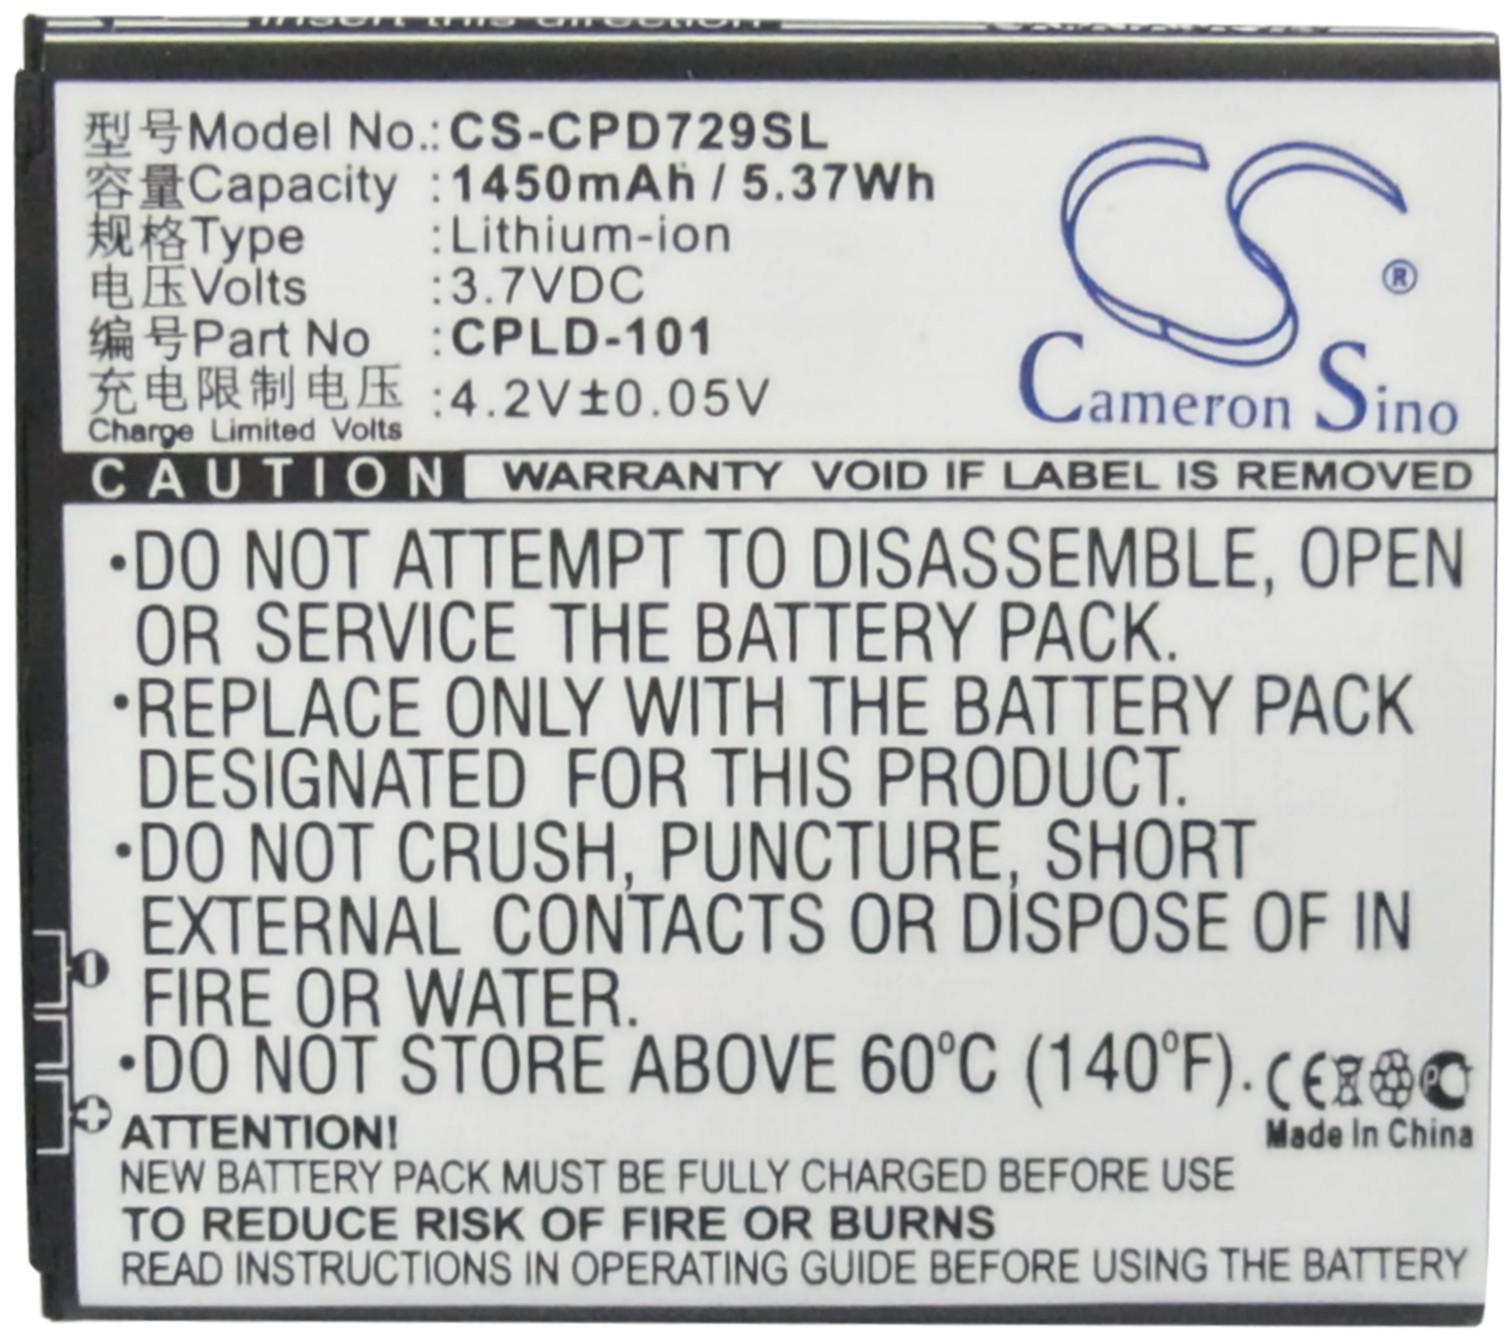 Insert this direction
型号Model No.:CS-CPD729SL
容量Capacity :1450mAh / 5.37Wh
规格Type :Lithium-ion
电压Volts :3.7VDC
编号Part No :CPLD-101
充电限制电压 :4.2V±0.05V
Charge Limited Volts
CS®
Cameron Sino
CAUTION WARRANTY VOID IF LABEL IS REMOVED
•DO NOT ATTEMPT TO DISASSEMBLE, OPEN
OR SERVICE THE BATTERY PACK.
•REPLACE ONLY WITH THE BATTERY PACK
DESIGNATED FOR THIS PRODUCT.
•DO NOT CRUSH, PUNCTURE, SHORT
EXTERNAL CONTACTS OR DISPOSE OF IN
FIRE OR WATER.
•DO NOT STORE ABOVE 60°C (140°F).
CE
Made In China
ATTENTION!
NEW BATTERY PACK MUST BE FULLY CHARGED BEFORE USE
TO REDUCE RISK OF FIRE OR BURNS
READ INSTRUCTIONS IN OPERATING GUIDE BEFORE USING THE BATTERY